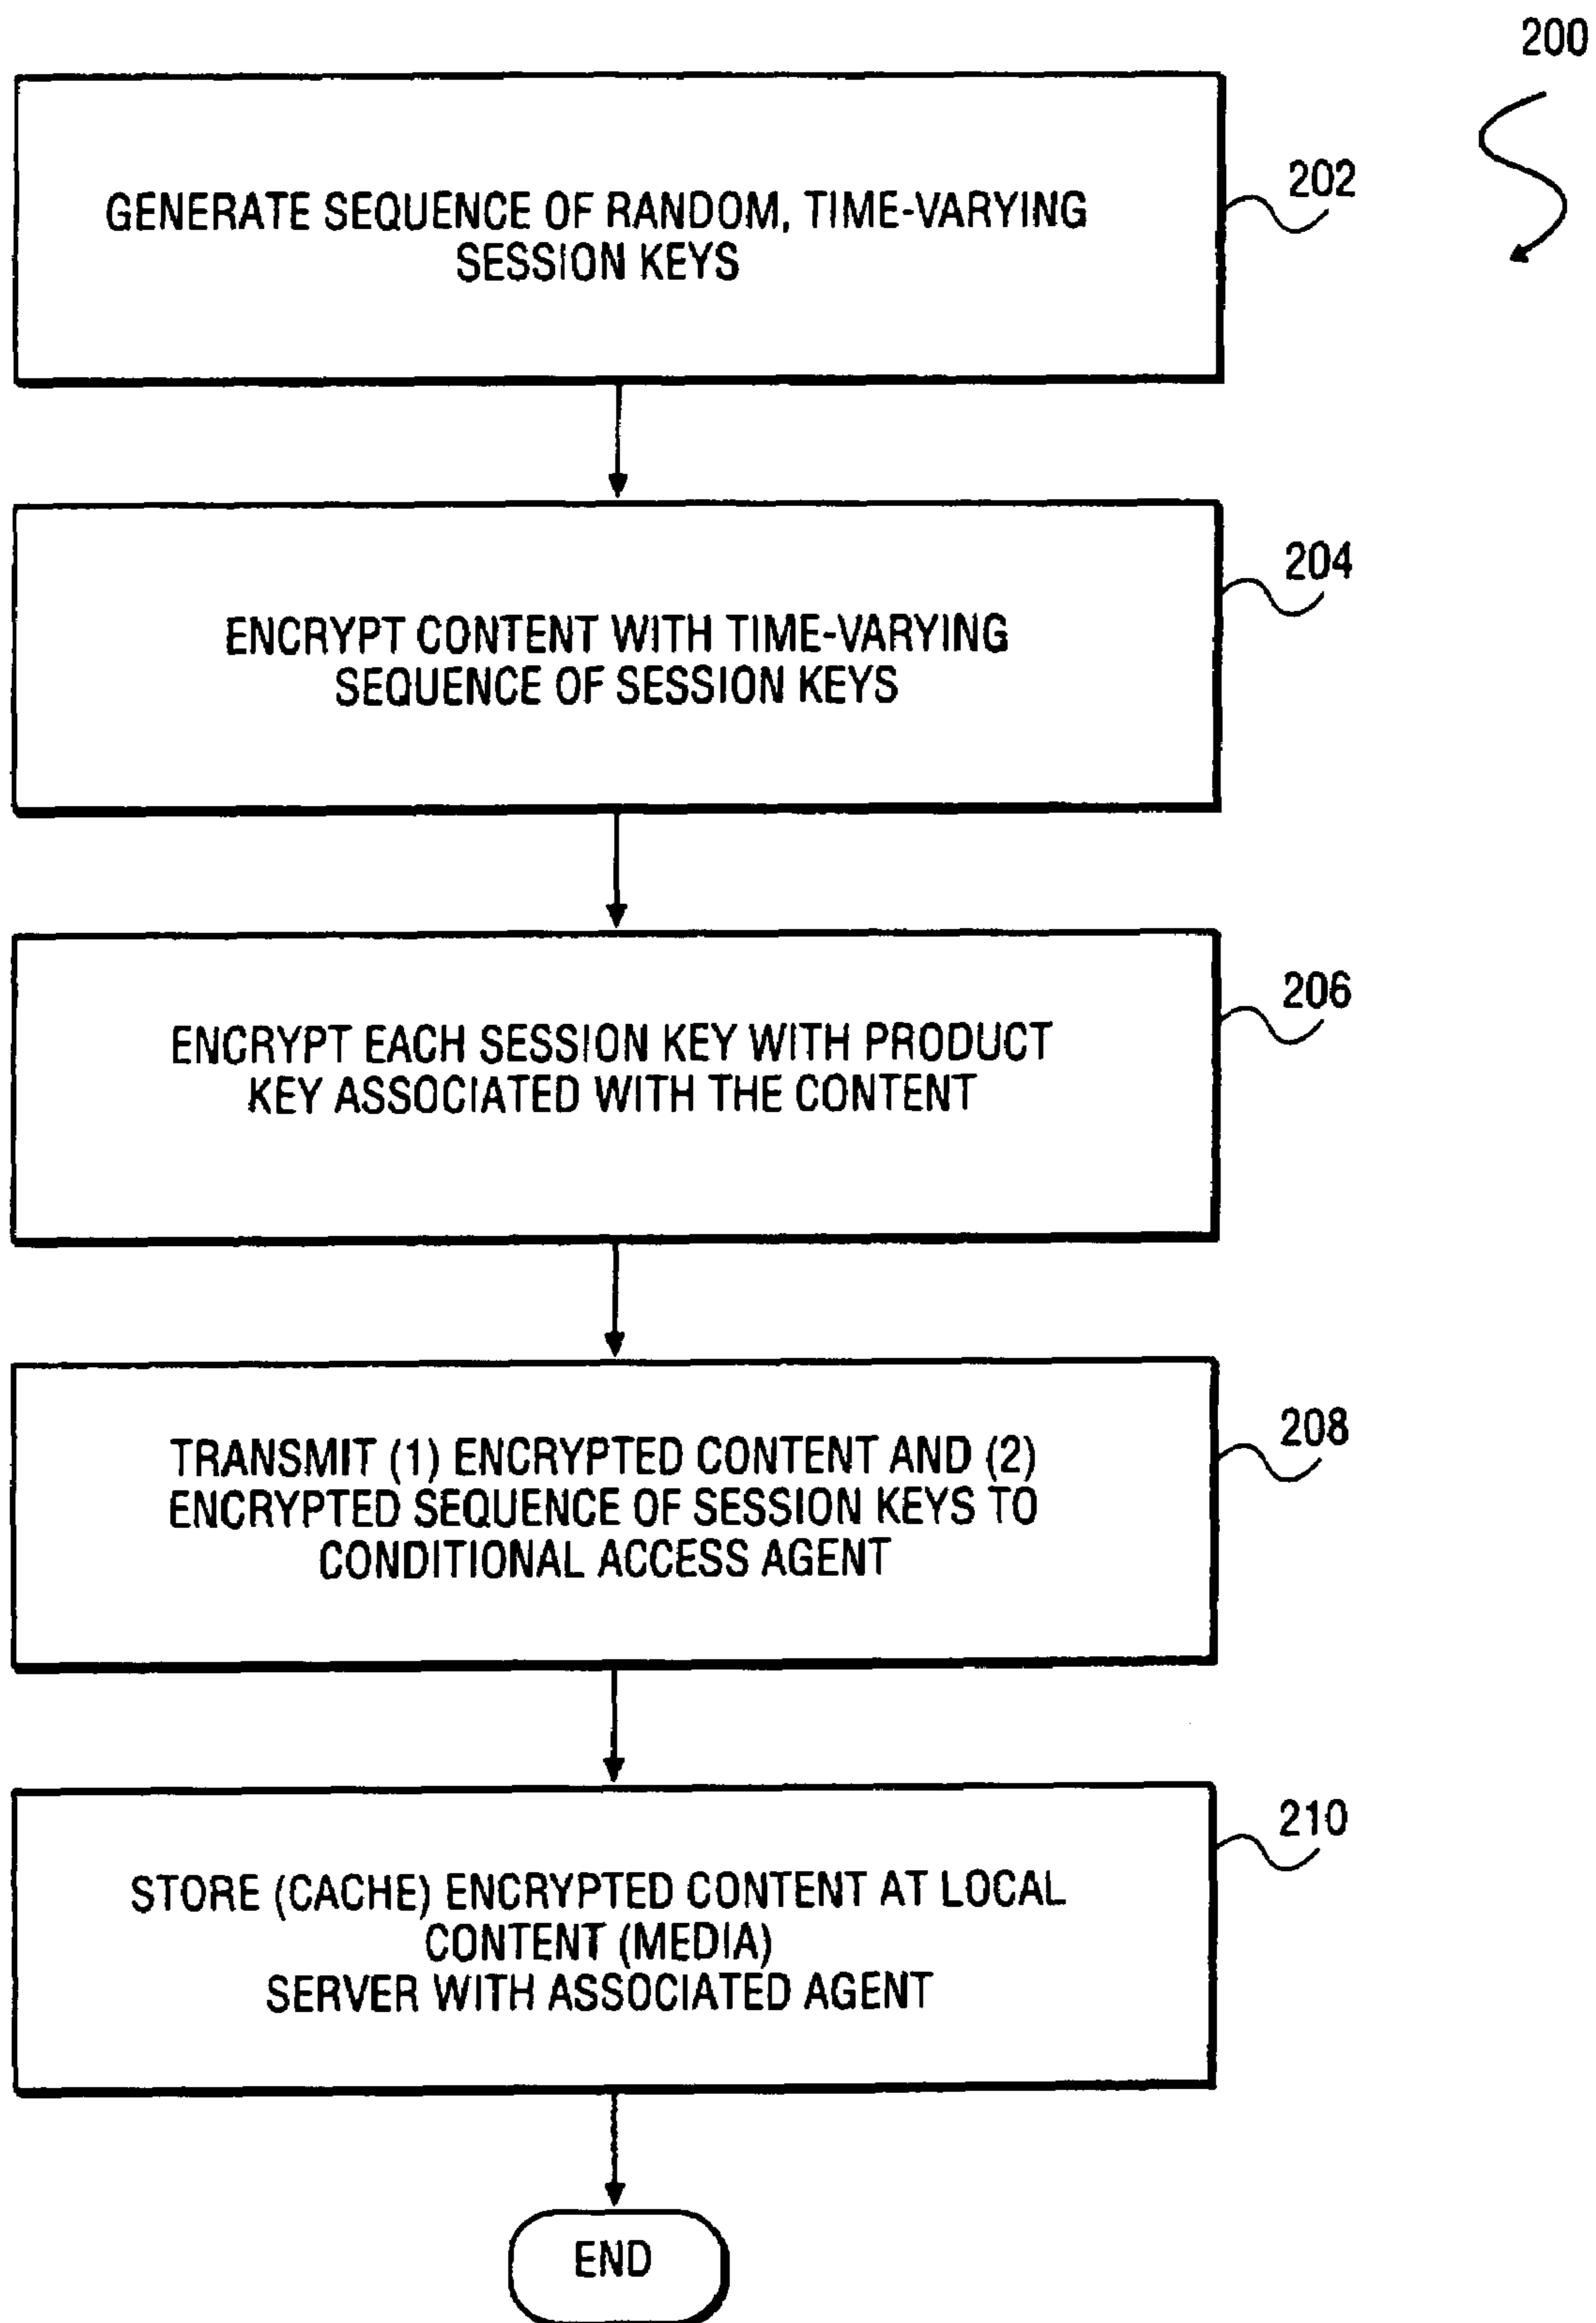 200
GENERATE SEQUENCE OF RANDOM, TIME-VARYING
SESSION KEYS
202
ENCRYPT CONTENT WITH TIME-VARYING
SEQUENCE OF SESSION KEYS
204
ENCRYPT EACH SESSION KEY WITH PRODUCT
KEY ASSOCIATED WITH THE CONTENT
206
TRANSMIT (1) ENCRYPTED CONTENT AND (2)
ENCRYPTED SEQUENCE OF SESSION KEYS TO
CONDITIONAL ACCESS AGENT
208
STORE (CACHE) ENCRYPTED CONTENT AT LOCAL
CONTENT (MEDIA)
SERVER WITH ASSOCIATED AGENT
210
END